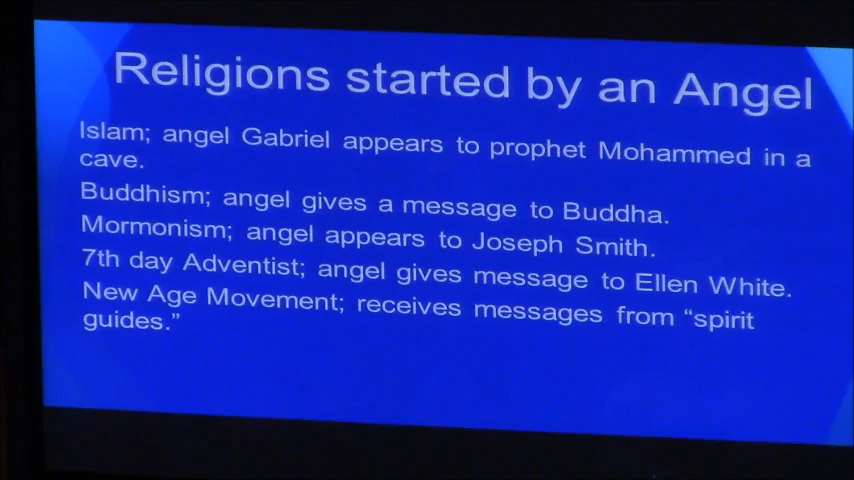 Religions started by an Angel
Islam; angel Gabriel appears to prophet Mohammed in a
cave.
Buddhism; angel gives a message to Buddha.
Mormonism; angel appears to Joseph Smith.
7th day Adventist; angel gives message to Ellen White.
New Age Movement; receives messages from “spirit
guides.”